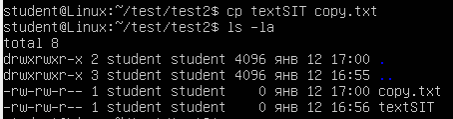 student@Linux:~/test/test2$ cp textSIT copy.txt
student@Linux:~/test/test2$ ls -la
total 8
drwxrwxr-x 2 student student 4096 янв 12 17:00 .
drwxrwxr-x 3 student student 4096 янв 12 16:55 ..
-rw-rw-r-- 1 student student    0 янв 12 17:00 copy.txt
-rw-rw-r-- 1 student student    0 янв 12 16:56 textSIT